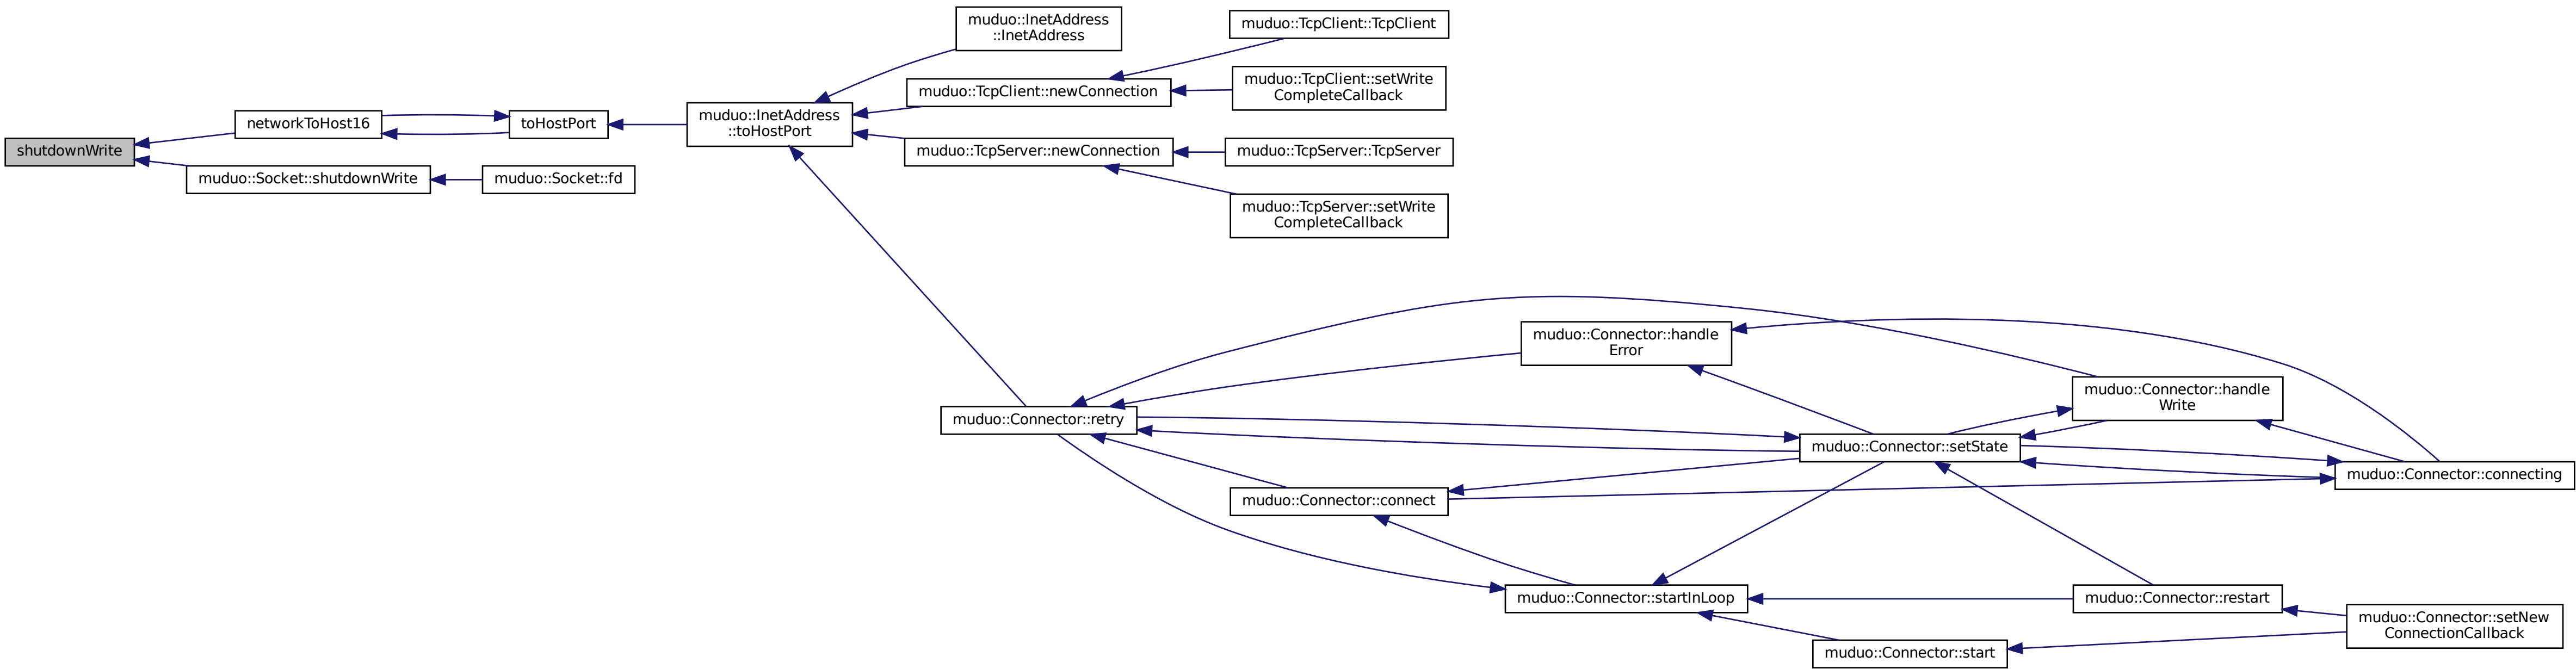 shutdownWrite
networkToHost16
muduo::Socket::shutdownWrite
toHostPort
muduo::Socket::fd
muduo::InetAddress
::toHostPort
muduo::InetAddress
::InetAddress
muduo::TcpClient::newConnection
muduo::TcpServer::newConnection
muduo::TcpClient::TcpClient
muduo::TcpClient::setWrite
CompleteCallback
muduo::TcpServer::TcpServer
muduo::TcpServer::setWrite
CompleteCallback
muduo::Connector::retry
muduo::Connector::handle
Error
muduo::Connector::connect
muduo::Connector::startInLoop
muduo::Connector::setState
muduo::Connector::start
muduo::Connector::handle
Write
muduo::Connector::restart
muduo::Connector::connecting
muduo::Connector::setNew
ConnectionCallback